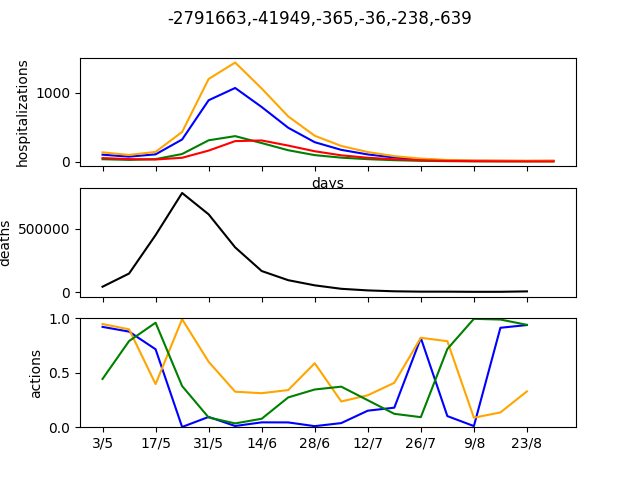 -2791663,-41949,-365,-36,-238,-639
hospitalizations
1000
0
days
deaths
500000
0
actions
1.0
0.5
0.0
3/5 17/5 31/5 14/6 28/6 12/7 26/7 9/8 23/8